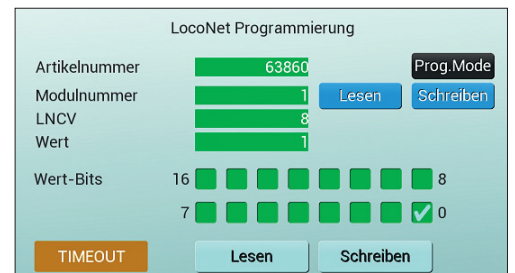 LocoNet Programmierung
Artikelnummer 63860 Prog.Mode
Modulnummer 1 Lesen Schreiben
LNCV 8
Wert 1
Wert-Bits 16 8
7 0
TIMEOUT Lesen Schreiben